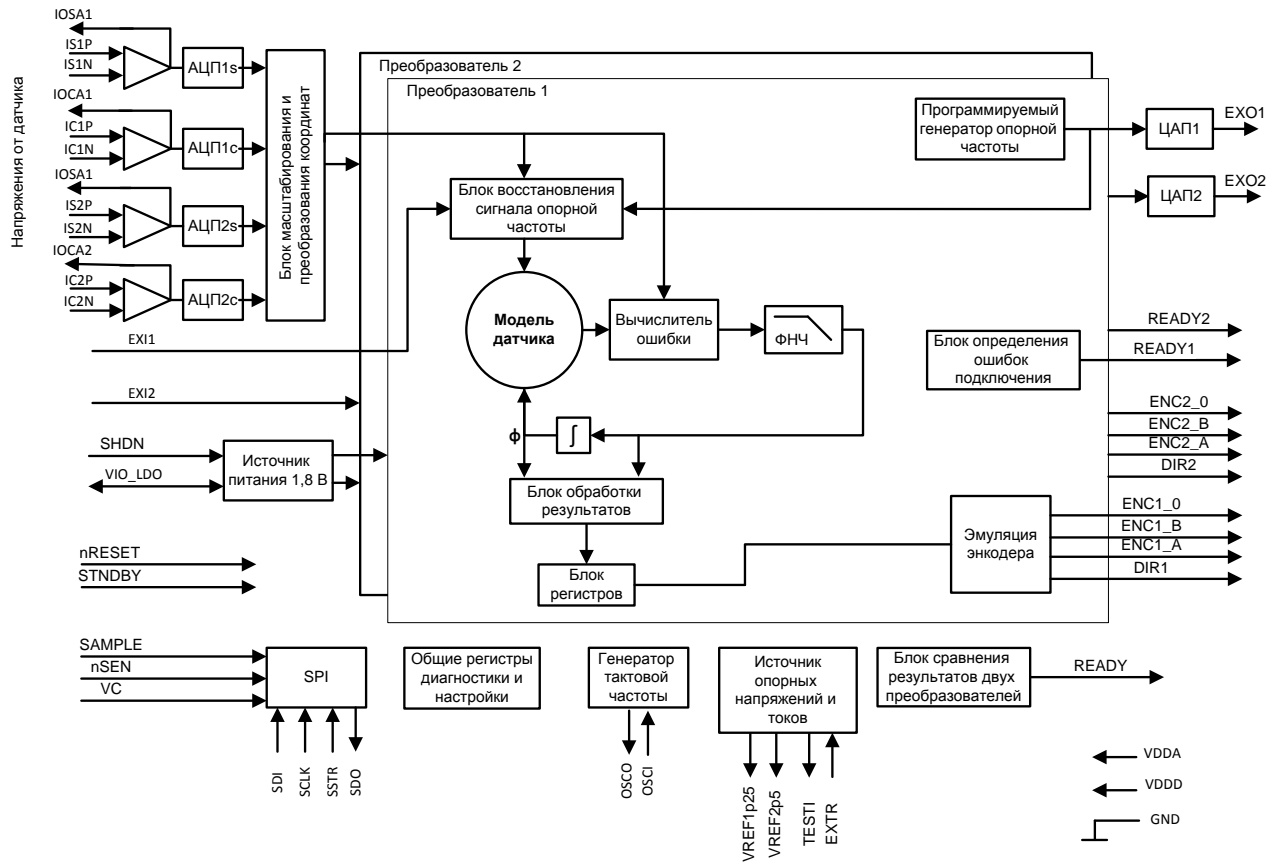 Напряжения от датчика
IOSA1
IS1P
IS1N
АЦП1s
IOCA1
IC1P
IC1N
АЦП1с
IOSA1
IS2P
IS2N
АЦП2s
IOCA2
IC2P
IC2N
АЦП2с
Блок масштабирования и
преобразования координат
Преобразователь 2
Преобразователь 1
Программируемый
генератор опорной
частоты
ЦАП1
EXO1
ЦАП2
EXO2
Блок восстановления
сигнала опорной
частоты
Модель
датчика
Вычислитель
ошибки
ФНЧ
EXI1
EXI2
READY2
READY1
Блок определения
ошибок
подключения
ϕ
∫
SHDN
VIO_LDO
Источник
питания 1,8 В
Блок обработки
результатов
Блок
регистров
ENC2_0
ENC2_B
ENC2_A
DIR2
Эмуляция
энкодера
ENC1_0
ENC1_B
ENC1_A
DIR1
nRESET
STNDBY
SAMPLE
nSEN
VC
SPI
SDI
SCLK
SSTR
SDO
Общие регистры
диагностики и
настройки
Генератор
тактовой
частоты
OSCO
OSCI
Источник
опорных
напряжений и
токов
VREF1p25
VREF2p5
TESTI
EXTR
Блок сравнения
результатов двух
преобразователей
READY
VDDA
VDDD
GND